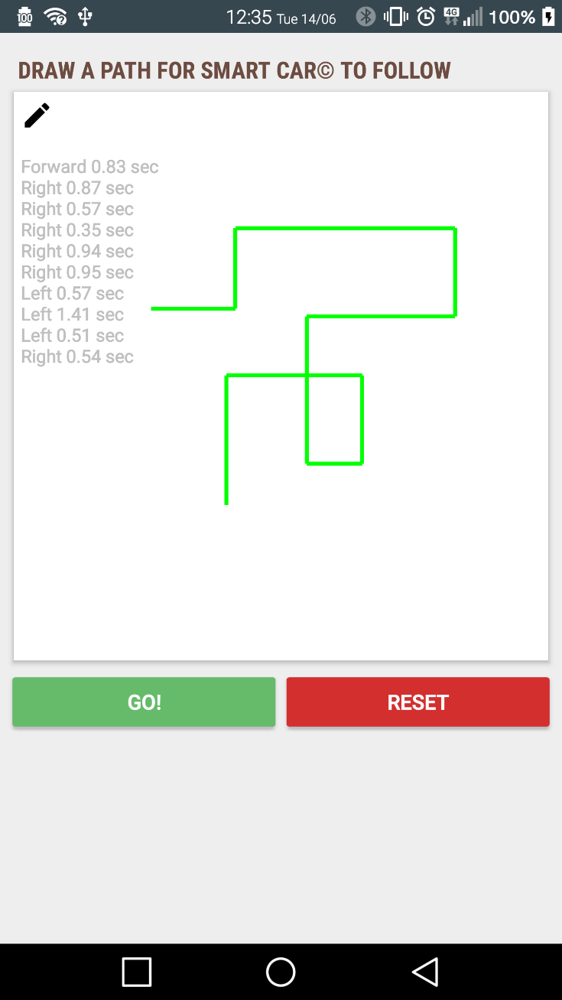 100 12:35 Tue 14/06 4G 100%
DRAW A PATH FOR SMART CAR© TO FOLLOW
Forward 0.83 sec
Right 0.87 sec
Right 0.57 sec
Right 0.35 sec
Right 0.94 sec
Right 0.95 sec
Left 0.57 sec
Left 1.41 sec
Left 0.51 sec
Right 0.54 sec
GO!
RESET